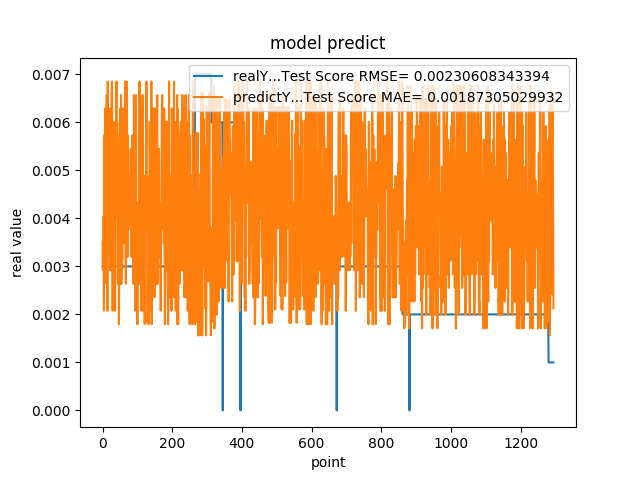 model predict
realY...Test Score RMSE= 0.00230608343394
predictY...Test Score MAE= 0.00187305029932
0.007
0.006
0.005
0.004
0.003
0.002
0.001
0.000
real value
0 200 400 600 800 1000 1200
point